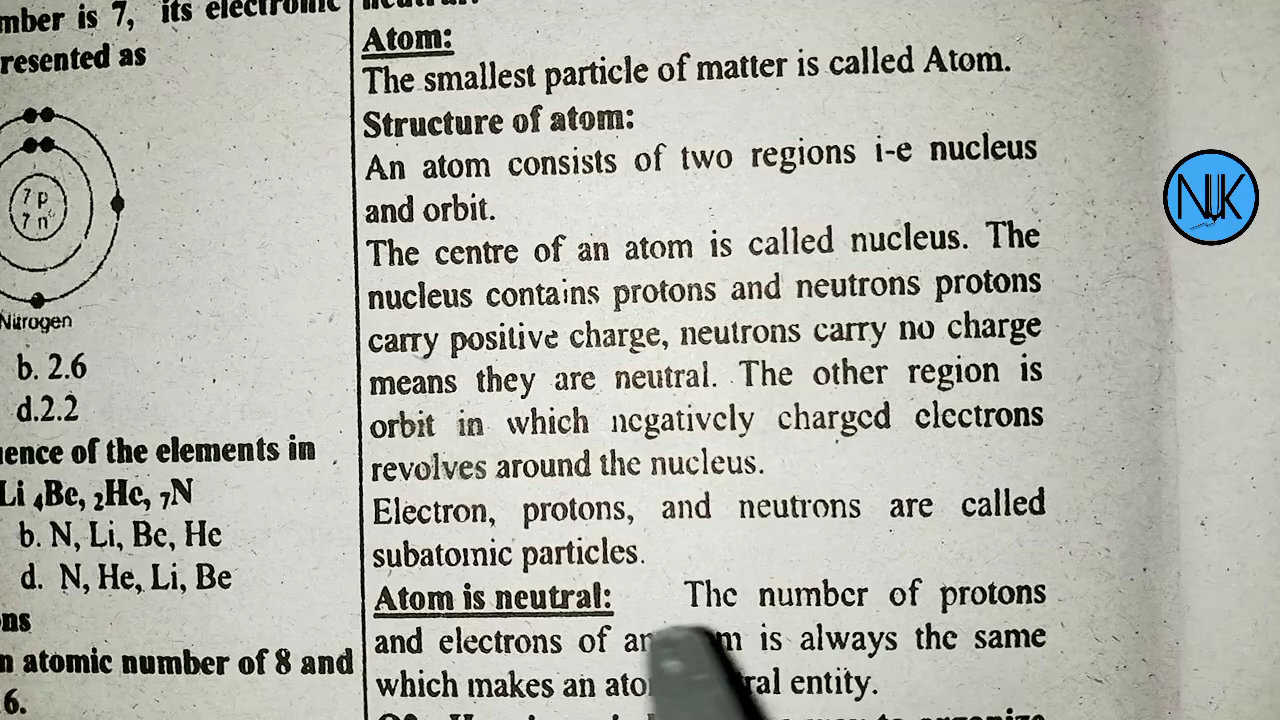 mber is 7, its electronic
resented as
7 p
7 n
Nitrogen
b. 2.6
d.2.2
ence of the elements in
Li ₄Be, ₂He, ₇N
b. N, Li, Be, He
d. N, He, Li, Be
ns
n atomic number of 8 and
6.
neutral.
Atom:
The smallest particle of matter is called Atom.
Structure of atom:
An atom consists of two regions i-e nucleus
and orbit.
The centre of an atom is called nucleus. The
nucleus contains protons and neutrons protons
carry positive charge, neutrons carry no charge
means they are neutral. The other region is
orbit in which negatively charged electrons
revolves around the nucleus.
Electron, protons, and neutrons are called
subatomic particles.
Atom is neutral: The number of protons
and electrons of an m is always the same
which makes an ato ral entity.
NJK